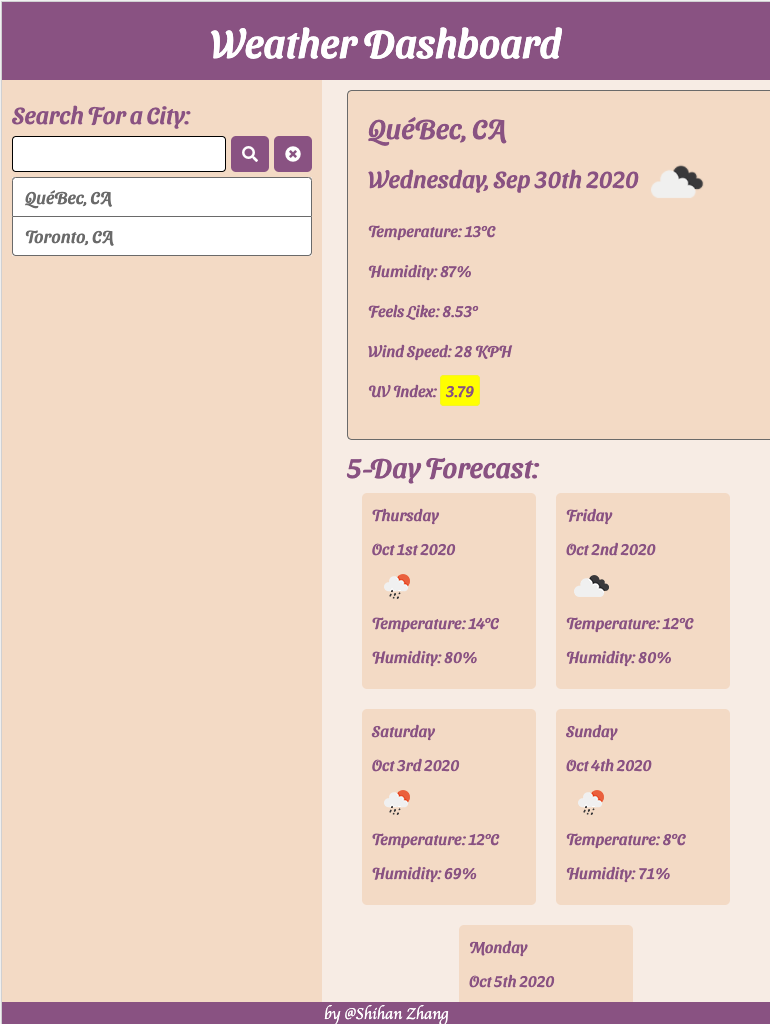 Weather Dashboard
Search For a City:
QuéBec, CA
Toronto, CA
QuéBec, CA
Wednesday, Sep 30th 2020
Temperature: 13°C
Humidity: 87%
Feels Like: 8.53°
Wind Speed: 28 KPH
UV Index: 3.79
5-Day Forecast:
Thursday
Oct 1st 2020
Temperature: 14°C
Humidity: 80%
Friday
Oct 2nd 2020
Temperature: 12°C
Humidity: 80%
Saturday
Oct 3rd 2020
Temperature: 12°C
Humidity: 69%
Sunday
Oct 4th 2020
Temperature: 8°C
Humidity: 71%
Monday
Oct 5th 2020
by @Shihan Zhang